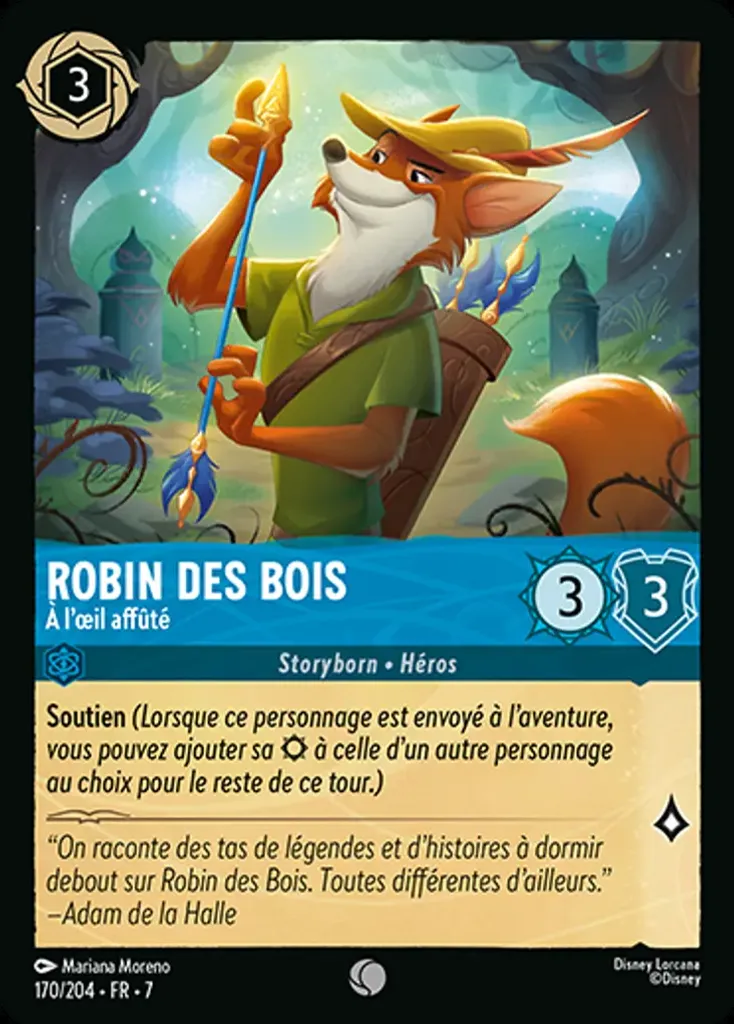 3
ROBIN DES BOIS
À l'œil affûté
3
3
Storyborn • Héros
Soutien (Lorsque ce personnage est envoyé à l'aventure,
vous pouvez ajouter sa à celle d'un autre personnage
au choix pour le reste de ce tour.)
"On raconte des tas de légendes et d'histoires à dormir
debout sur Robin des Bois. Toutes différentes d'ailleurs."
–Adam de la Halle
Mariana Moreno
170/204 • FR • 7
Disney Lorcana
©Disney